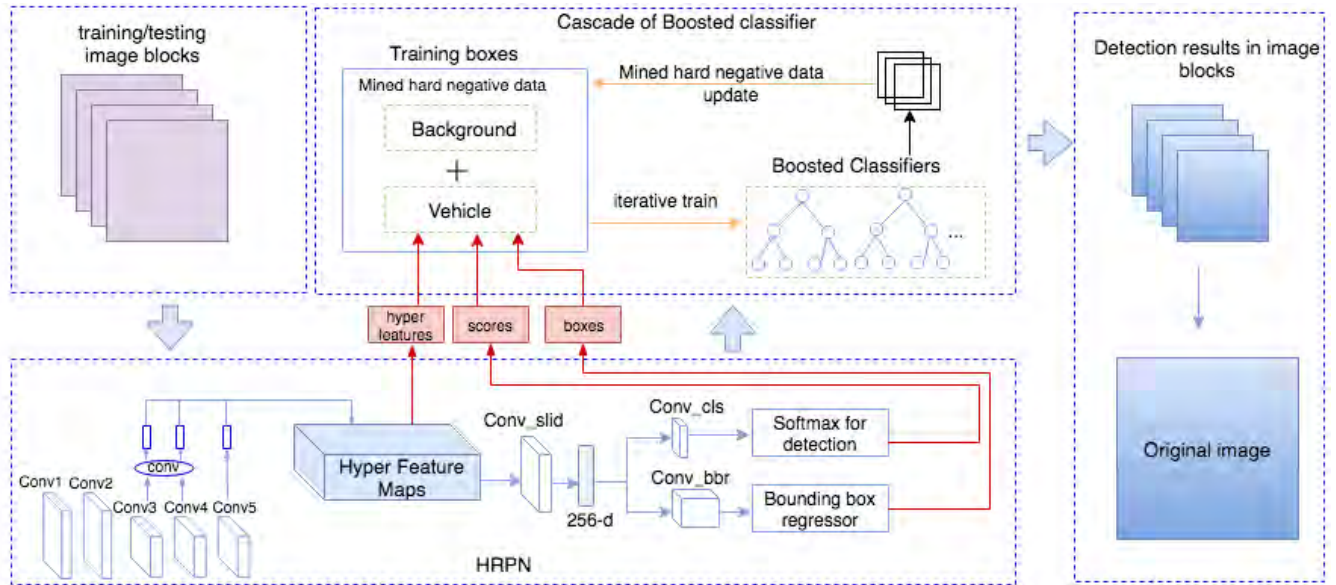 training/testing
image blocks
Cascade of Boosted classifier
Training boxes
Mined hard negative data
Background
+
Vehicle
Mined hard negative data
update
iterative train
Boosted Classifiers
...
Detection results in image
blocks
Original image
hyper
features
scores
boxes
Conv1
Conv2
conv
Conv3
Conv4
Conv5
Hyper Feature
Maps
Conv_slid
256-d
Conv_cls
Conv_bbr
Softmax for
detection
Bounding box
regressor
HRPN